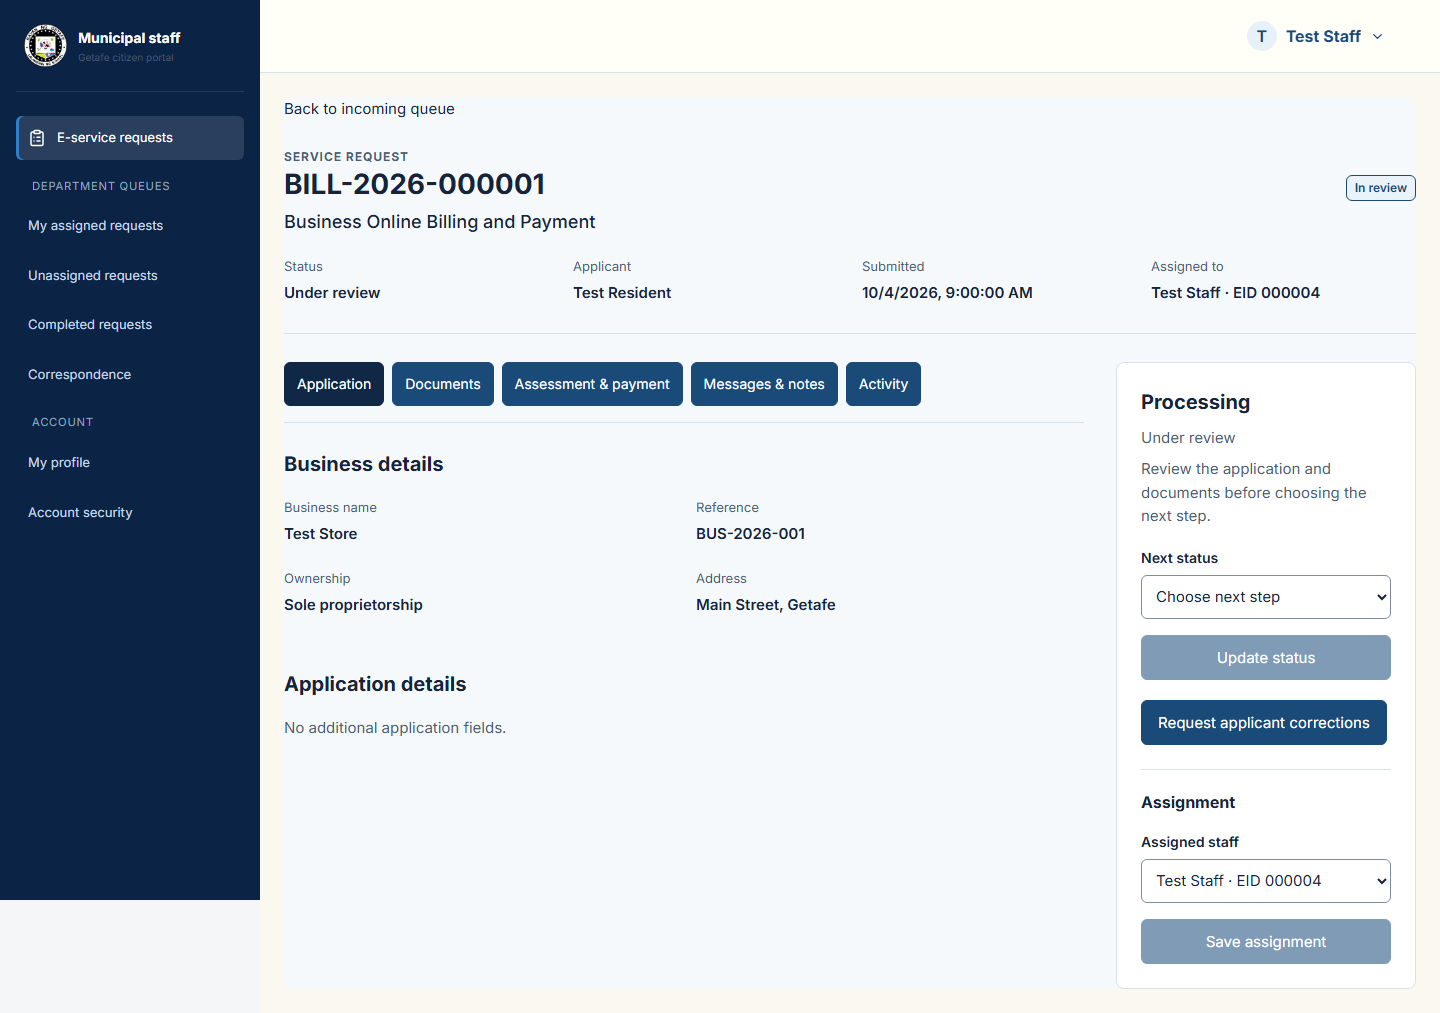 Municipal staff
Getafe citizen portal
E-service requests
DEPARTMENT QUEUES
My assigned requests
Unassigned requests
Completed requests
Correspondence
ACCOUNT
My profile
Account security
T Test Staff
Back to incoming queue
SERVICE REQUEST
BILL-2026-000001
In review
Business Online Billing and Payment
Status Applicant Submitted Assigned to
Under review Test Resident 10/4/2026, 9:00:00 AM Test Staff · EID 000004
Application Documents Assessment & payment Messages & notes Activity
Business details
Business name Reference
Test Store BUS-2026-001
Ownership Address
Sole proprietorship Main Street, Getafe
Application details
No additional application fields.
Processing
Under review
Review the application and
documents before choosing the
next step.
Next status
Choose next step
Update status
Request applicant corrections
Assignment
Assigned staff
Test Staff · EID 000004
Save assignment